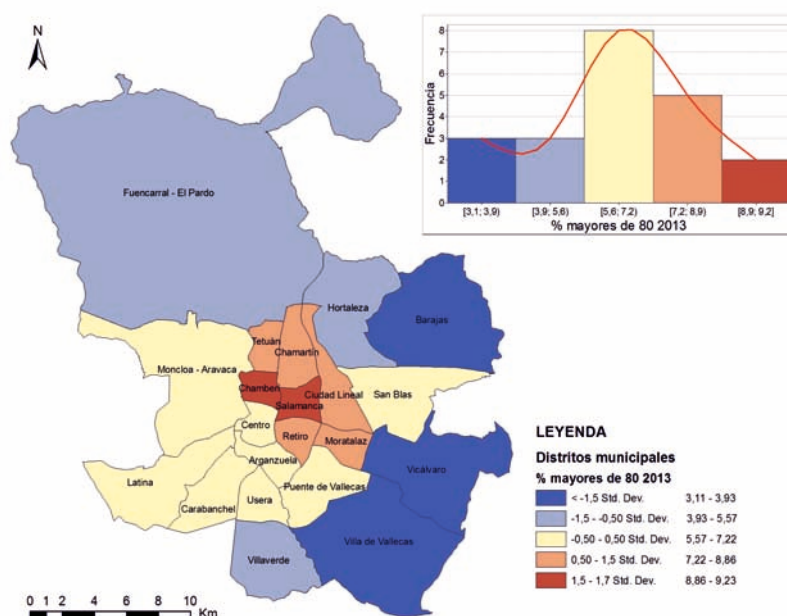 N
Fuencarral - El Pardo
Hortaleza
Barajas
Tetuán
Chamartín
Moncloa - Aravaca
Chamberí
Ciudad Lineal
San Blas
Salamanca
Centro
Retiro
Moratalaz
Arganzuela
Vicálvaro
Latina
Puente de Vallecas
Carabanchel
Usera
Villa de Vallecas
Villaverde
0 1 2 4 6 8 10
Km
Frecuencia
8
7
6
5
4
3
2
1
0
[3,1; 3,9) [3,9; 5,6) [5,6; 7,2) [7,2; 8,9) [8,9; 9,2]
% mayores de 80 2013
LEYENDA
Distritos municipales
% mayores de 80 2013
< -1,5 Std. Dev. 3,11 - 3,93
-1,5 - -0,50 Std. Dev. 3,93 - 5,57
-0,50 - 0,50 Std. Dev. 5,57 - 7,22
0,50 - 1,5 Std. Dev. 7,22 - 8,86
1,5 - 1,7 Std. Dev. 8,86 - 9,23